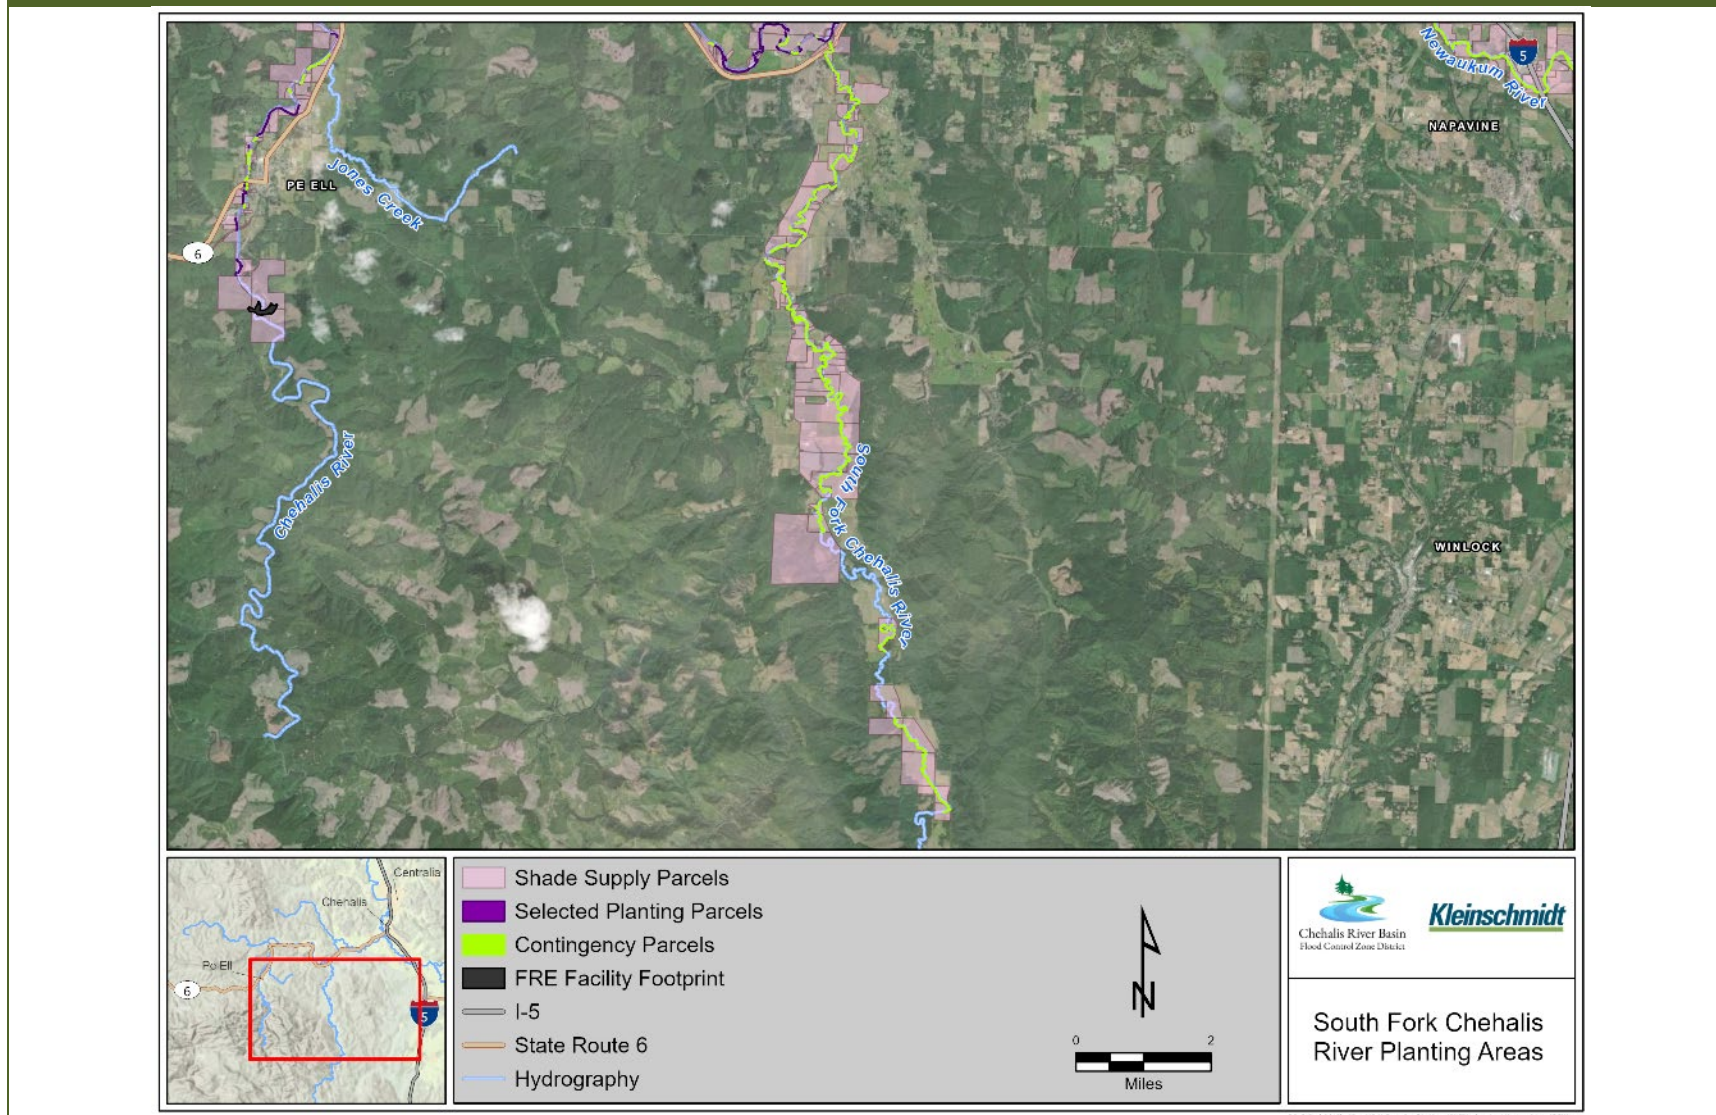 5
Newaukum River
NAPAVINE
Jones Creek
PE ELL
6
Chehalis River
South Fork Chehalis River
WINLOCK
Centralia
Chehalis
Pe Ell
6
5
Shade Supply Parcels
Selected Planting Parcels
Contingency Parcels
FRE Facility Footprint
I-5
State Route 6
Hydrography
N
0 2
Miles
Chehalis River Basin
Flood Control Zone District
Kleinschmidt
South Fork Chehalis
River Planting Areas